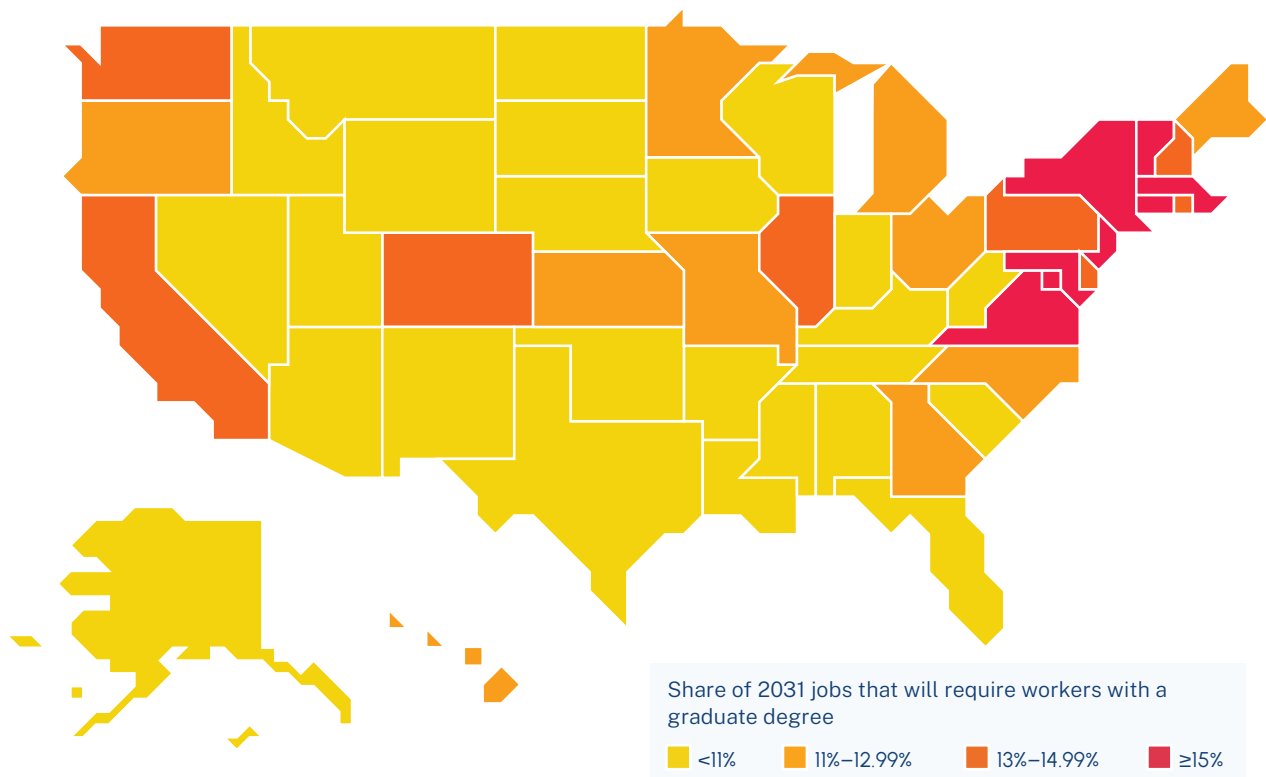 Share of 2031 jobs that will require workers with a
graduate degree
<11%
11%–12.99%
13%–14.99%
≥15%